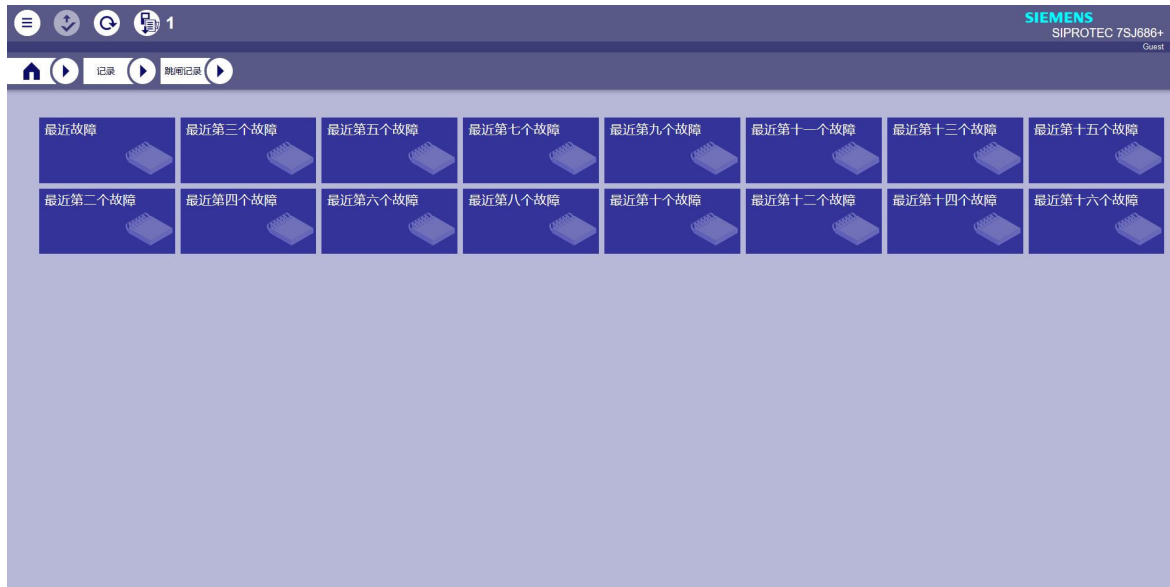 1
SIEMENS
SIPROTEC 7SJ686+
Guest
记录
跳闸记录
最近故障
最近第三个故障
最近第五个故障
最近第七个故障
最近第九个故障
最近第十一个故障
最近第十三个故障
最近第十五个故障
最近第二个故障
最近第四个故障
最近第六个故障
最近第八个故障
最近第十个故障
最近第十二个故障
最近第十四个故障
最近第十六个故障